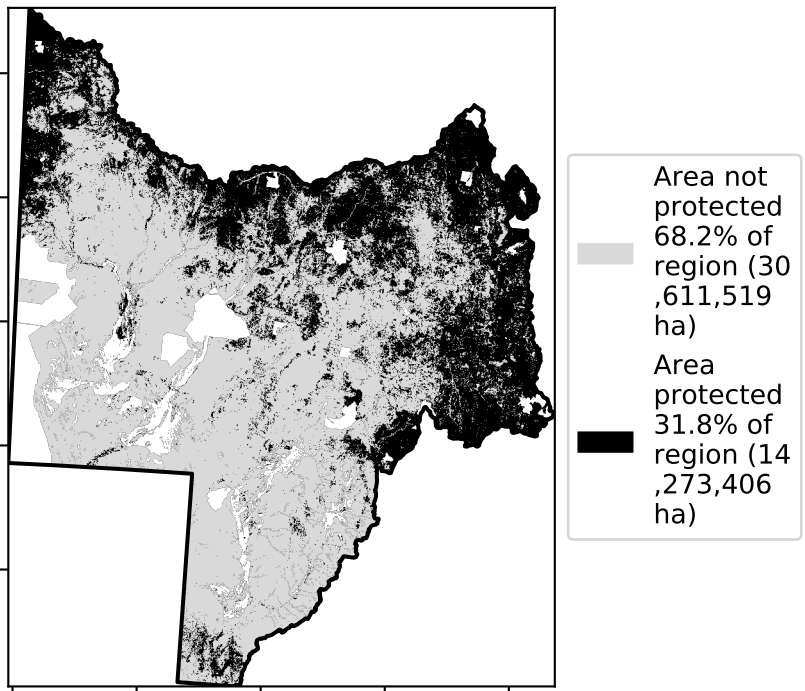 Area not
protected
68.2% of
region (30
,611,519
ha)
Area
protected
31.8% of
region (14
,273,406
ha)